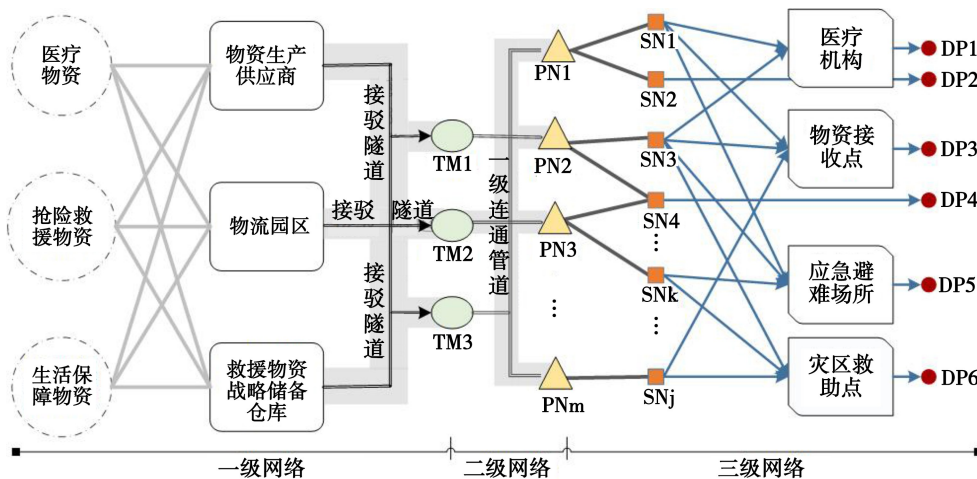 医疗
物资
抢险救
援物资
生活保
障物资
物资生产
供应商
物流园区
救援物资
战略储备
仓库
接驳隧道
接驳 隧道
接驳隧道
TM1
TM2
TM3
一级连通管道
PN1
PN2
PN3
⋮
PNm
SN1
SN2
SN3
SN4
⋯
SNk
⋯
SNj
医疗
机构
物资接
收点
应急避
难场所
灾区救
助点
DP1
DP2
DP3
DP4
DP5
DP6
一级网络
二级网络
三级网络